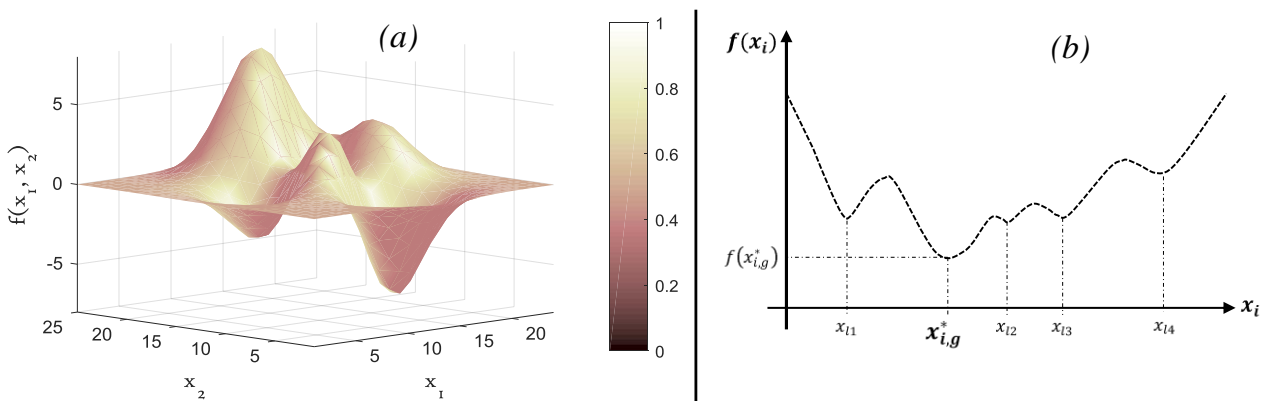 (a)
f(x₁, x₂)
5
0
-5
25
20
15
10
5
x₂
5
10
15
20
x₁
1
0.8
0.6
0.4
0.2
0
(b)
f(xᵢ)
f(x*ᵢ,g)
xₗ₁
x*ᵢ,g
xₗ₂
xₗ₃
xₗ₄
xᵢ